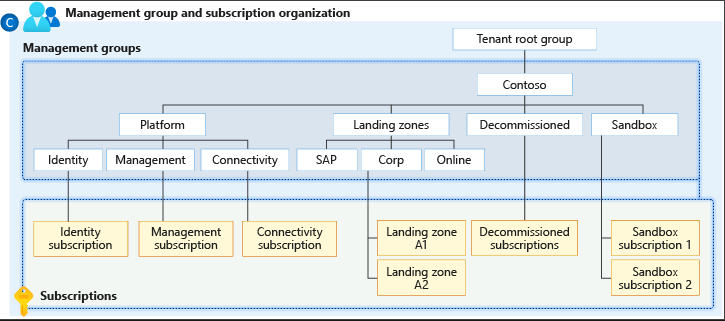 C
Management group and subscription organization
Tenant root group
Management groups
Contoso
Platform
Landing zones
Decommissioned
Sandbox
Identity
Management
Connectivity
SAP
Corp
Online
Identity
subscription
Management
subscription
Connectivity
subscription
Landing zone
A1
Decommissioned
subscriptions
Sandbox
subscription 1
Landing zone
A2
Sandbox
subscription 2
Subscriptions